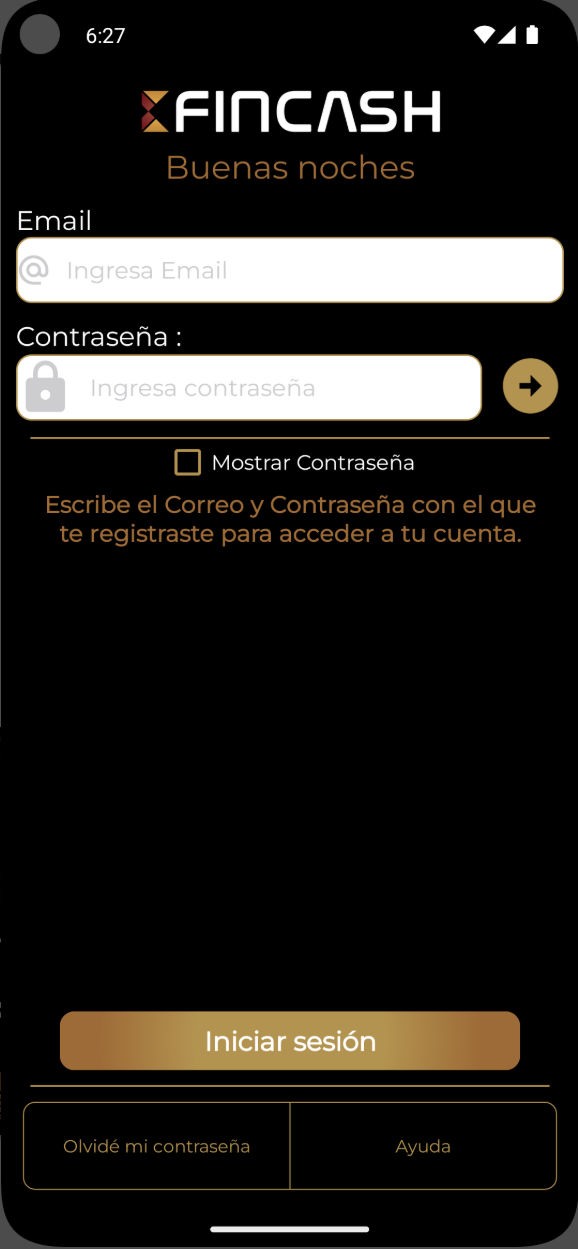 6:27
FINCASH
Buenas noches
Email
Ingresa Email
Contraseña :
Ingresa contraseña
Mostrar Contraseña
Escribe el Correo y Contraseña con el que
te registraste para acceder a tu cuenta.
Iniciar sesión
Olvidé mi contraseña
Ayuda